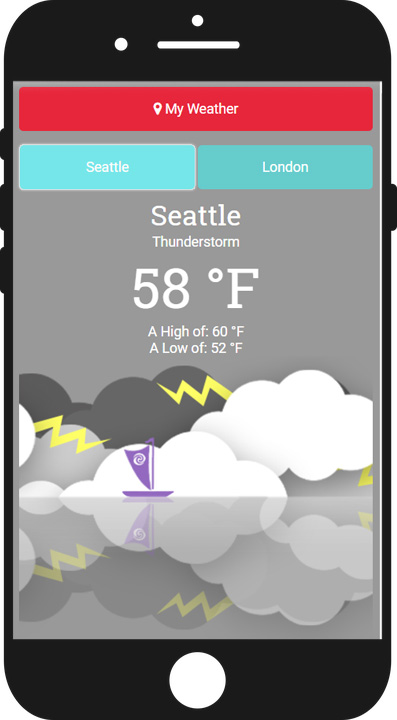 My Weather
Seattle
London
Seattle
Thunderstorm
58 °F
A High of: 60 °F
A Low of: 52 °F